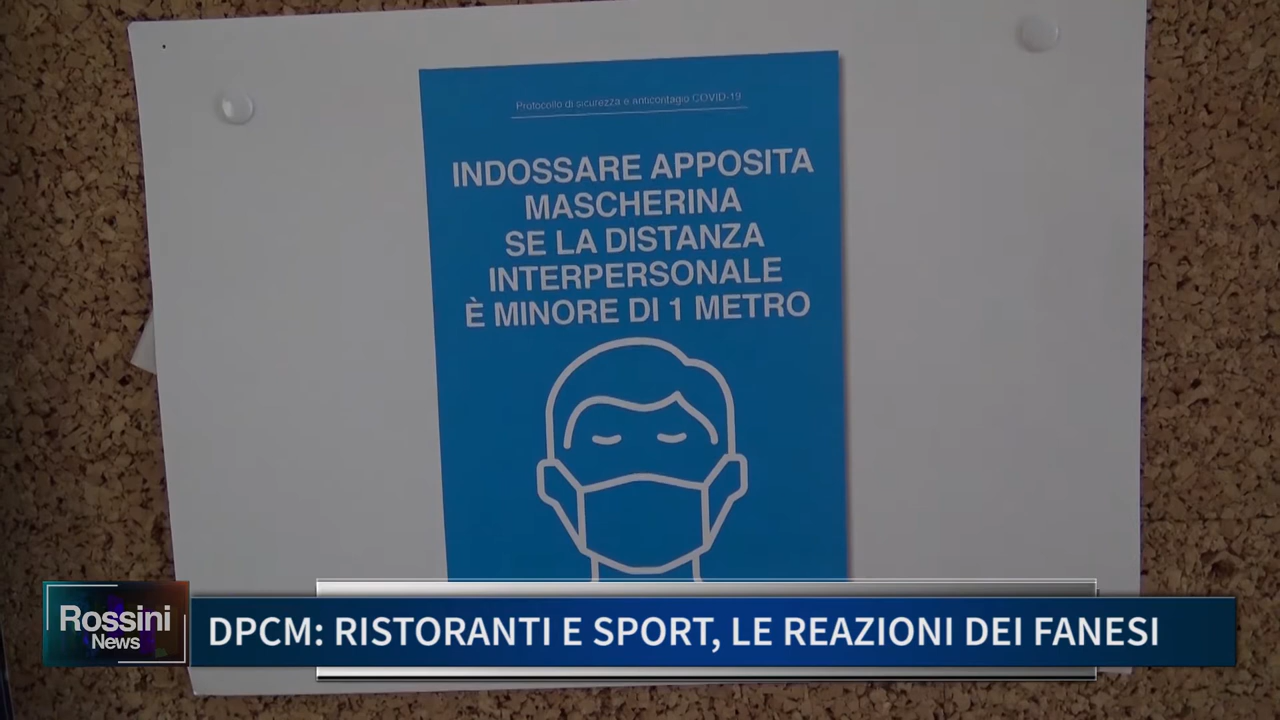 Protocollo di sicurezza e anticontagio COVID-19
INDOSSARE APPOSITA
MASCHERINA
SE LA DISTANZA
INTERPERSONALE
È MINORE DI 1 METRO
Rossini
News
DPCM: RISTORANTI E SPORT, LE REAZIONI DEI FANESI